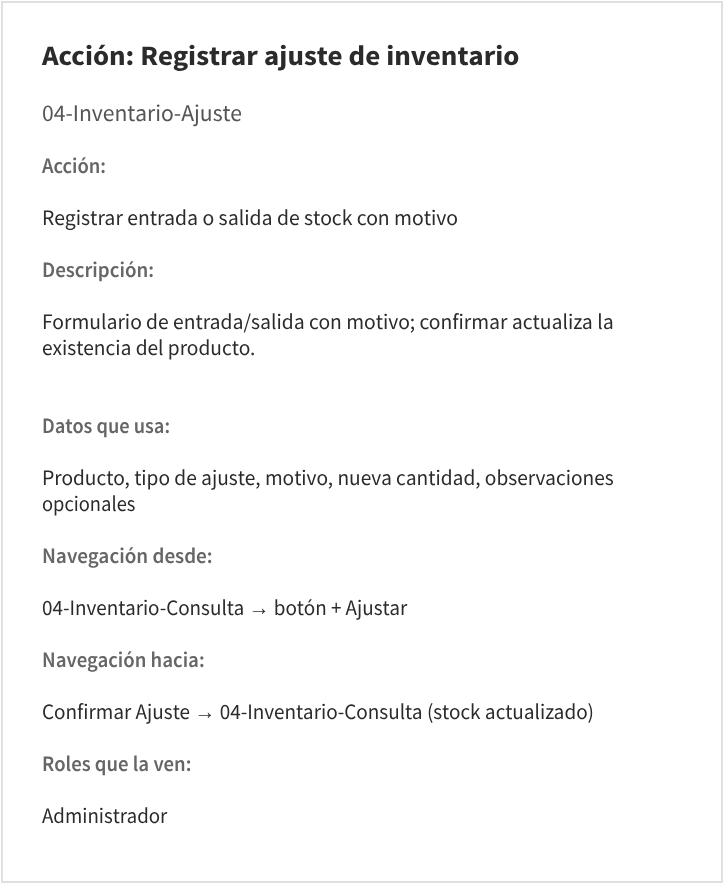 Acción: Registrar ajuste de inventario
04-Inventario-Ajuste
Acción:
Registrar entrada o salida de stock con motivo
Descripción:
Formulario de entrada/salida con motivo; confirmar actualiza la
existencia del producto.
Datos que usa:
Producto, tipo de ajuste, motivo, nueva cantidad, observaciones
opcionales
Navegación desde:
04-Inventario-Consulta → botón + Ajustar
Navegación hacia:
Confirmar Ajuste → 04-Inventario-Consulta (stock actualizado)
Roles que la ven:
Administrador